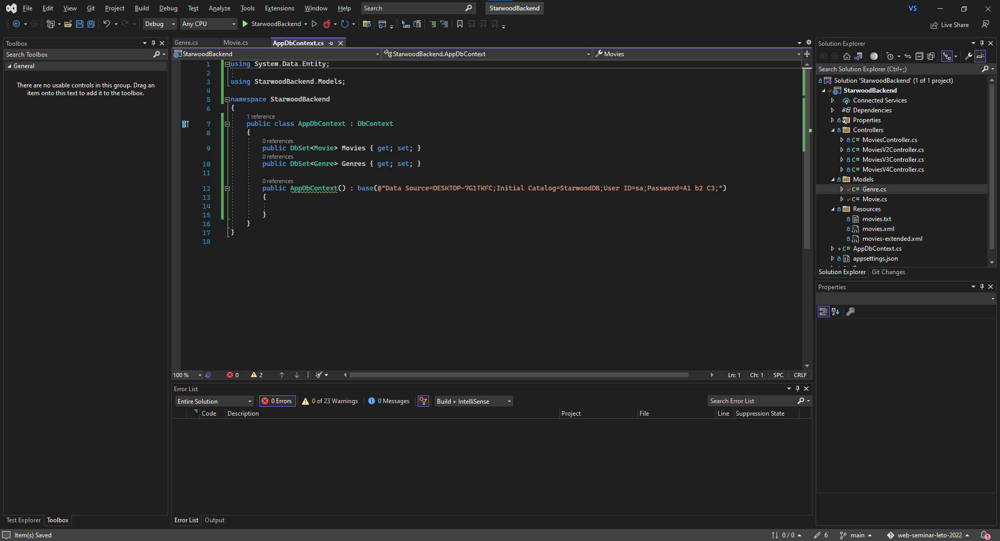 File Edit View Git Project Build Debug Test Analyze Tools Extensions Window Help Search StarwoodBackend VS
Debug Any CPU StarwoodBackend Live Share
Toolbox
Search Toolbox
General
There are no usable controls in this group. Drag an
item onto this text to add it to the toolbox.
Test Explorer Toolbox
Genre.cs Movie.cs AppDbContext.cs
StarwoodBackend StarwoodBackend.AppDbContext Movies
1 using System.Data.Entity;
2
3 using StarwoodBackend.Models;
4
5 namespace StarwoodBackend
6 {
1 reference
7 public class AppDbContext : DbContext
8 {
0 references
9 public DbSet<Movie> Movies { get; set; }
0 references
10 public DbSet<Genre> Genres { get; set; }
11
0 references
12 public AppDbContext() : base(@"Data Source=DESKTOP-7G1TKFC;Initial Catalog=StarwoodDB;User ID=sa;Password=A1 b2 C3;")
13 {
14
15 }
16 }
17 }
18
100 % 0 2 Ln: 1 Ch: 1 SPC CRLF
Error List
Entire Solution 0 Errors 0 of 23 Warnings 0 Messages Build + IntelliSense Search Error List
Code Description Project File Line Suppression State
Error List Output
Solution Explorer
Search Solution Explorer (Ctrl+;)
Solution 'StarwoodBackend' (1 of 1 project)
StarwoodBackend
Connected Services
Dependencies
Properties
Controllers
C# MoviesController.cs
C# MoviesV2Controller.cs
C# MoviesV3Controller.cs
C# MoviesV4Controller.cs
Models
C# Genre.cs
C# Movie.cs
Resources
movies.txt
movies.xml
movies-extended.xml
C# AppDbContext.cs
appsettings.json
Solution Explorer Git Changes
Properties
Item(s) Saved 0 / 0 6 main web-seminar-leto-2022 1